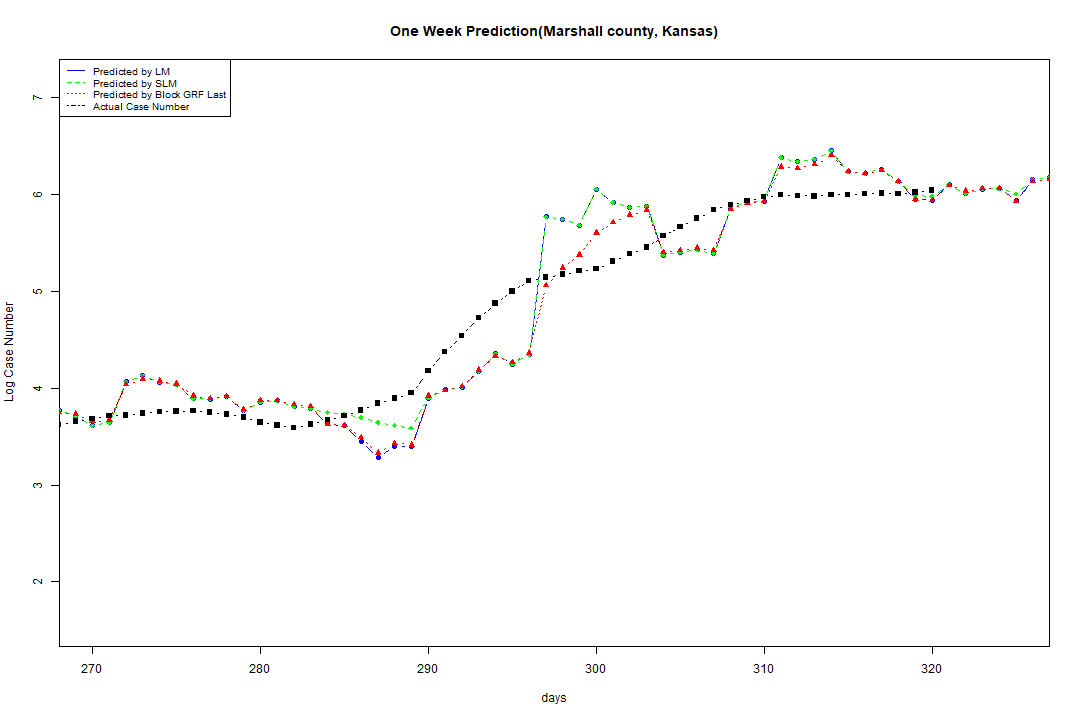 One Week Prediction(Marshall county, Kansas)
Predicted by LM
Predicted by SLM
Predicted by Block GRF Last
Actual Case Number
7
6
5
4
3
2
Log Case Number
270 280 290 300 310 320
days